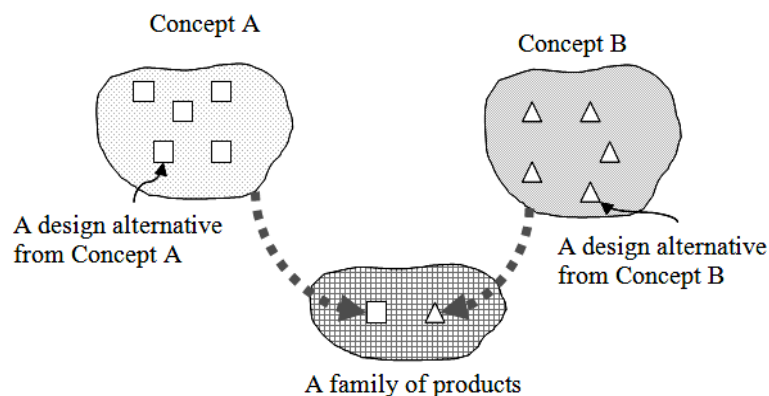 Concept A
Concept B
A design alternative
from Concept A
A design alternative
from Concept B
A family of products